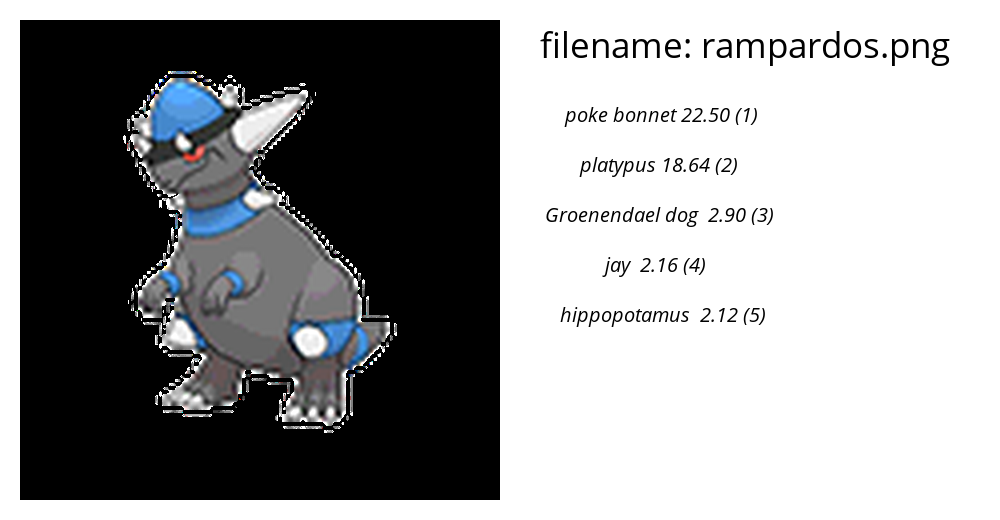 filename: rampardos.png
poke bonnet 22.50 (1)
platypus 18.64 (2)
Groenendael dog  2.90 (3)
jay  2.16 (4)
hippopotamus  2.12 (5)